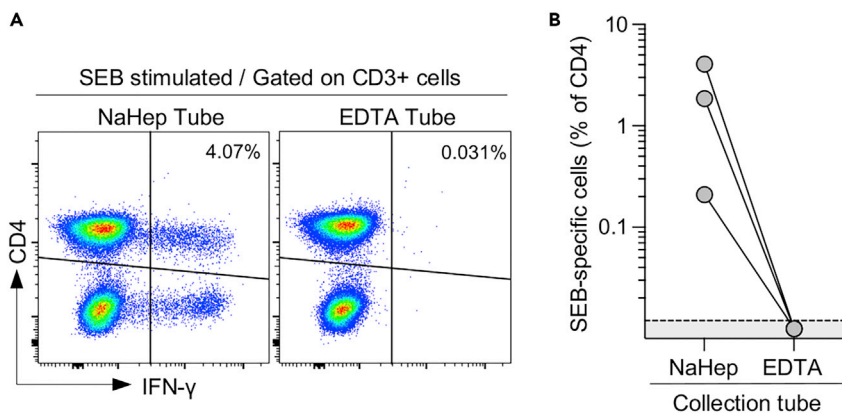 A
SEB stimulated / Gated on CD3+ cells
NaHep Tube
EDTA Tube
4.07%
0.031%
CD4
IFN-γ
B
SEB-specific cells (% of CD4)
10
1
0.1
NaHep
EDTA
Collection tube